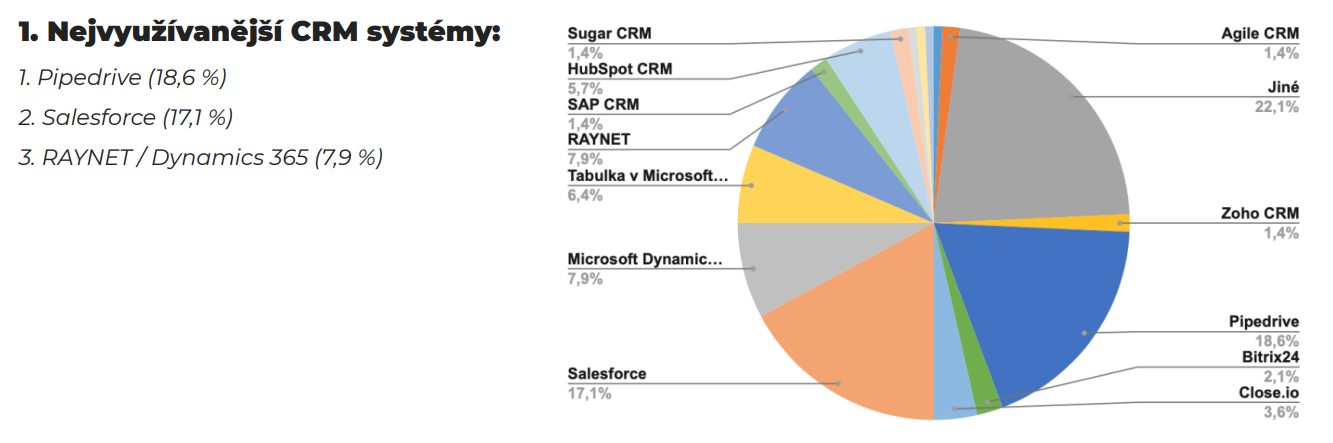 1. Nejvyužívanější CRM systémy:
1. Pipedrive (18,6 %)
2. Salesforce (17,1 %)
3. RAYNET / Dynamics 365 (7,9 %)
Sugar CRM
1,4%
HubSpot CRM
5,7%
SAP CRM
1,4%
RAYNET
7,9%
Tabulka v Microsoft...
6,4%
Microsoft Dynamic...
7,9%
Salesforce
17,1%
Agile CRM
1,4%
Jiné
22,1%
Zoho CRM
1,4%
Pipedrive
18,6%
Bitrix24
2,1%
Close.io
3,6%